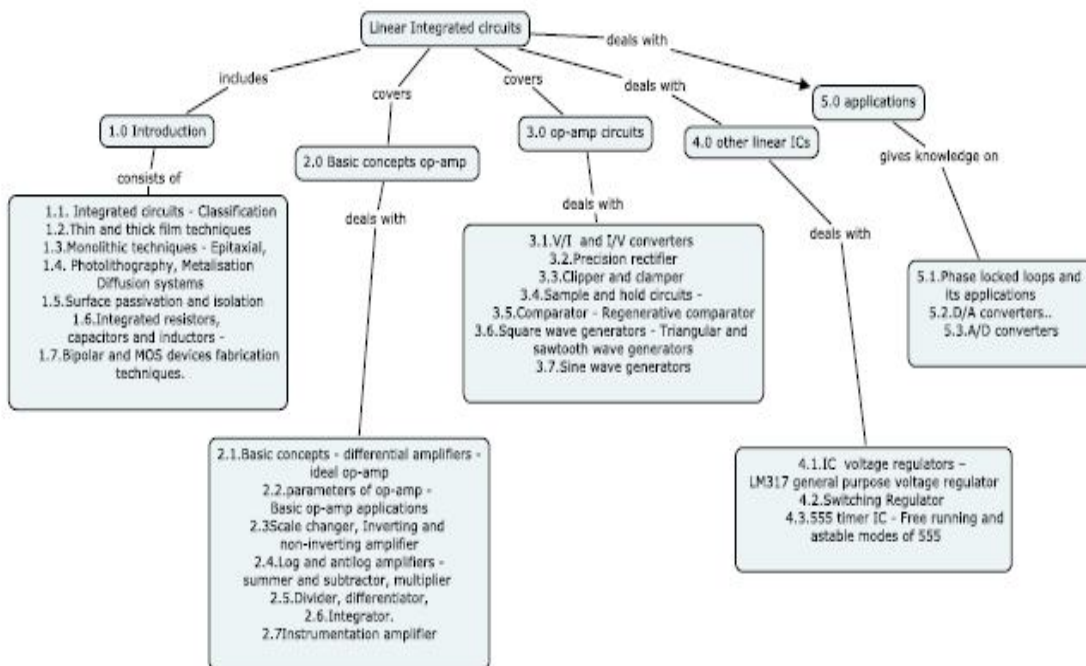 Linear Integrated circuits
deals with
includes
covers
covers
deals with
5.0 applications
1.0 Introduction
3.0 op-amp circuits
4.0 other linear ICs
2.0 Basic concepts op-amp
gives knowledge on
consists of
deals with
deals with
deals with
1.1. Integrated circuits - Classification
1.2.Thin and thick film techniques
1.3.Monolithic techniques - Epitaxial,
1.4. Photolithography, Metalisation
Diffusion systems
1.5.Surface passivation and isolation
1.6.Integrated resistors,
capacitors and inductors -
1.7.Bipolar and MOS devices fabrication
techniques.
3.1.V/I and I/V converters
3.2.Precision rectifier
3.3.Clipper and clamper
3.4.Sample and hold circuits -
3.5.Comparator - Regenerative comparator
3.6.Square wave generators - Triangular and
sawtooth wave generators
3.7.Sine wave generators
5.1.Phase locked loops and
its applications
5.2.D/A converters..
5.3.A/D converters
2.1.Basic concepts - differential amplifiers -
ideal op-amp
2.2.parameters of op-amp -
Basic op-amp applications
2.3Scale changer, Inverting and
non-inverting amplifier
2.4.Log and antilog amplifiers -
summer and subtractor, multiplier
2.5.Divider, differentiator,
2.6.Integrator.
2.7Instrumentation amplifier
4.1.IC voltage regulators –
LM317 general purpose voltage regulator
4.2.Switching Regulator
4.3.555 timer IC - Free running and
astable modes of 555